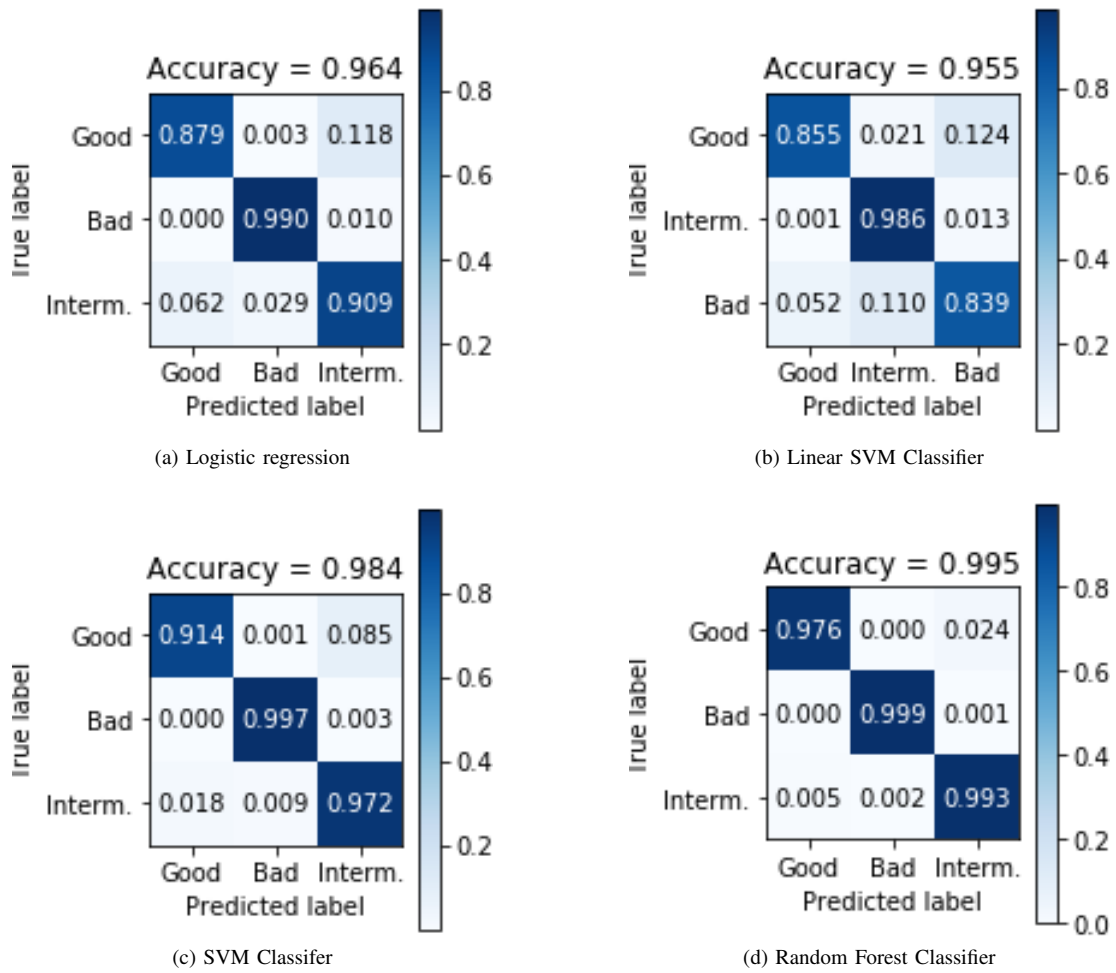 Accuracy = 0.964
0.8
0.6
0.4
0.2
True label
Good 0.879 0.003 0.118
Bad 0.000 0.990 0.010
Interm. 0.062 0.029 0.909
Good Bad Interm.
Predicted label
(a) Logistic regression
Accuracy = 0.955
0.8
0.6
0.4
0.2
True label
Good 0.855 0.021 0.124
Interm. 0.001 0.986 0.013
Bad 0.052 0.110 0.839
Good Interm. Bad
Predicted label
(b) Linear SVM Classifier
Accuracy = 0.984
0.8
0.6
0.4
0.2
True label
Good 0.914 0.001 0.085
Bad 0.000 0.997 0.003
Interm. 0.018 0.009 0.972
Good Bad Interm.
Predicted label
(c) SVM Classifer
Accuracy = 0.995
0.8
0.6
0.4
0.2
0.0
True label
Good 0.976 0.000 0.024
Bad 0.000 0.999 0.001
Interm. 0.005 0.002 0.993
Good Bad Interm.
Predicted label
(d) Random Forest Classifier